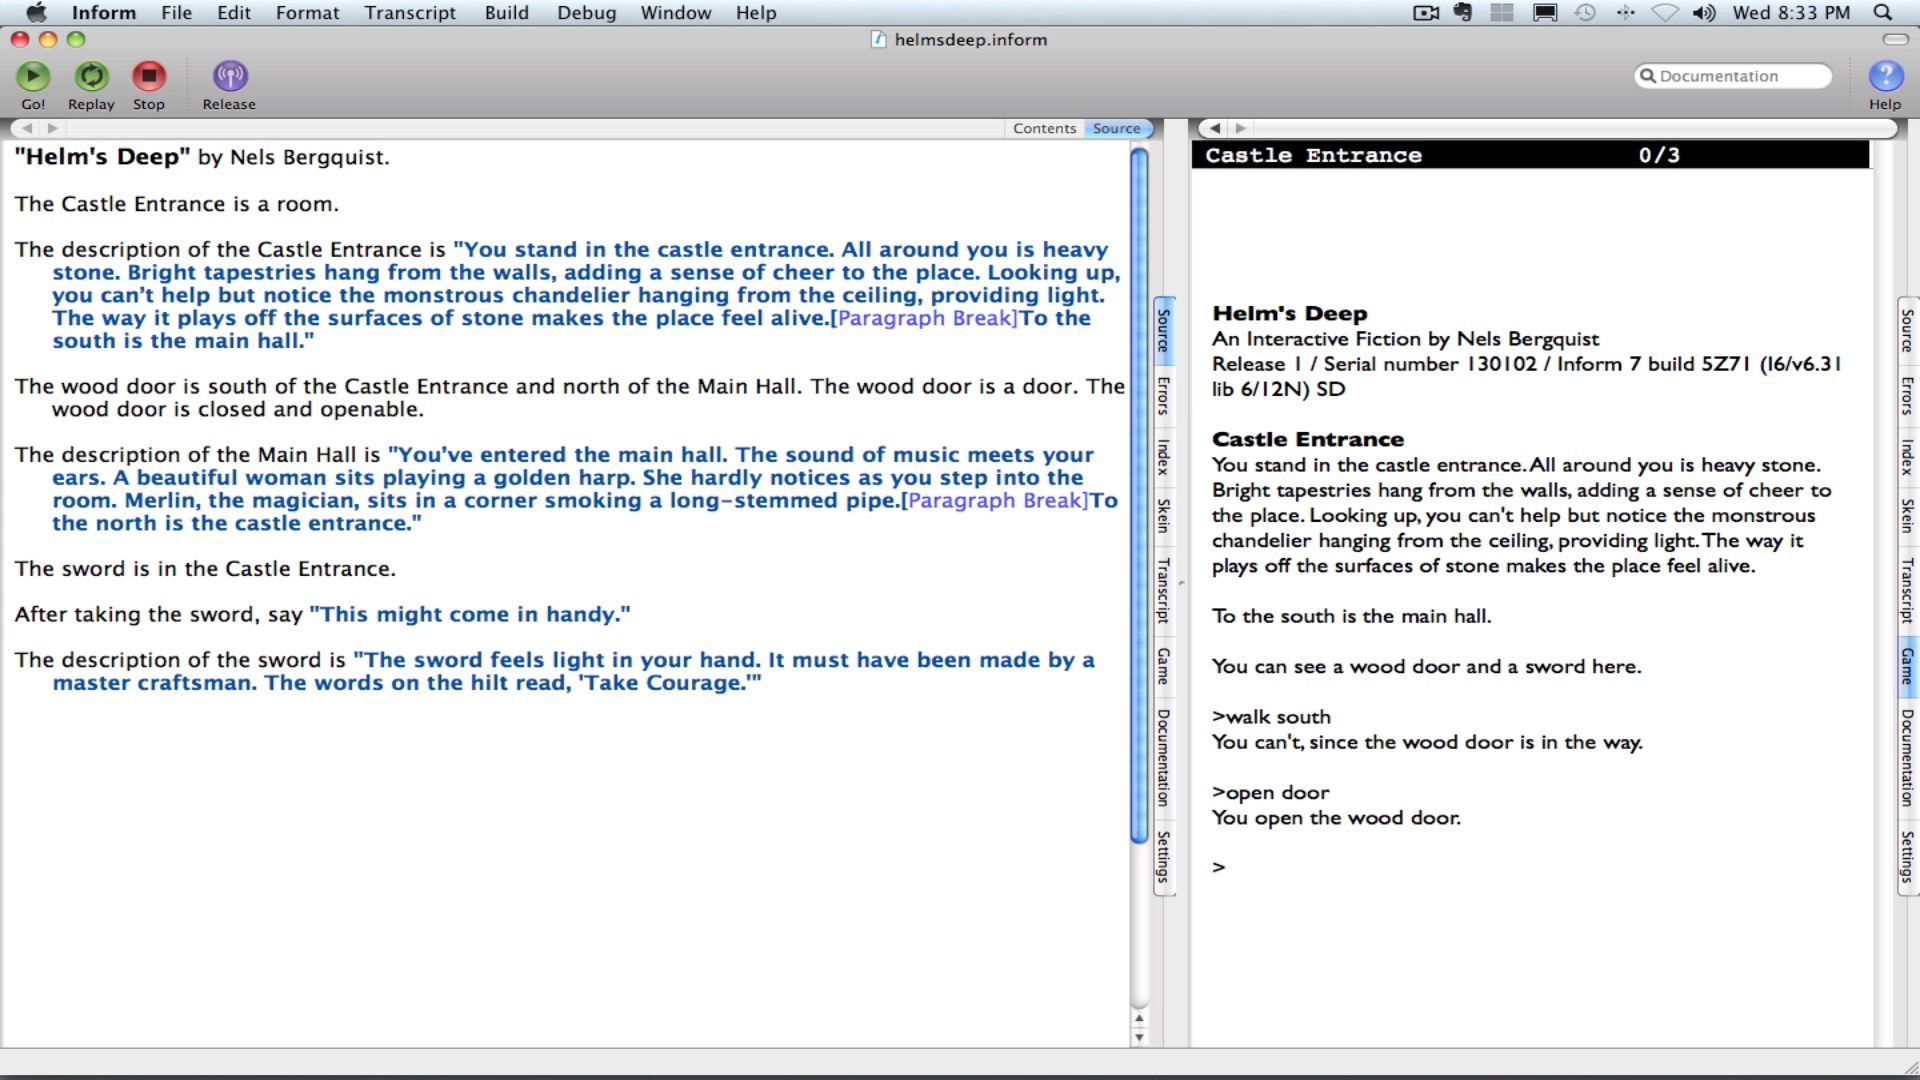 Inform File Edit Format Transcript Build Debug Window Help Wed 8:33 PM
helmsdeep.inform
Go! Replay Stop Release Documentation Help
Contents Source
"Helm's Deep" by Nels Bergquist.
The Castle Entrance is a room.
The description of the Castle Entrance is "You stand in the castle entrance. All around you is heavy
stone. Bright tapestries hang from the walls, adding a sense of cheer to the place. Looking up,
you can't help but notice the monstrous chandelier hanging from the ceiling, providing light.
The way it plays off the surfaces of stone makes the place feel alive.[Paragraph Break]To the
south is the main hall."
The wood door is south of the Castle Entrance and north of the Main Hall. The wood door is a door. The
wood door is closed and openable.
The description of the Main Hall is "You've entered the main hall. The sound of music meets your
ears. A beautiful woman sits playing a golden harp. She hardly notices as you step into the
room. Merlin, the magician, sits in a corner smoking a long-stemmed pipe.[Paragraph Break]To
the north is the castle entrance."
The sword is in the Castle Entrance.
After taking the sword, say "This might come in handy."
The description of the sword is "The sword feels light in your hand. It must have been made by a
master craftsman. The words on the hilt read, 'Take Courage.'"
Source
Errors
Index
Skein
Transcript
Game
Documentation
Settings
Castle Entrance 0/3
Helm's Deep
An Interactive Fiction by Nels Bergquist
Release 1 / Serial number 130102 / Inform 7 build 5Z71 (I6/v6.31
lib 6/12N) SD
Castle Entrance
You stand in the castle entrance. All around you is heavy stone.
Bright tapestries hang from the walls, adding a sense of cheer to
the place. Looking up, you can't help but notice the monstrous
chandelier hanging from the ceiling, providing light. The way it
plays off the surfaces of stone makes the place feel alive.
To the south is the main hall.
You can see a wood door and a sword here.
>walk south
You can't, since the wood door is in the way.
>open door
You open the wood door.
>
Source
Errors
Index
Skein
Transcript
Game
Documentation
Settings